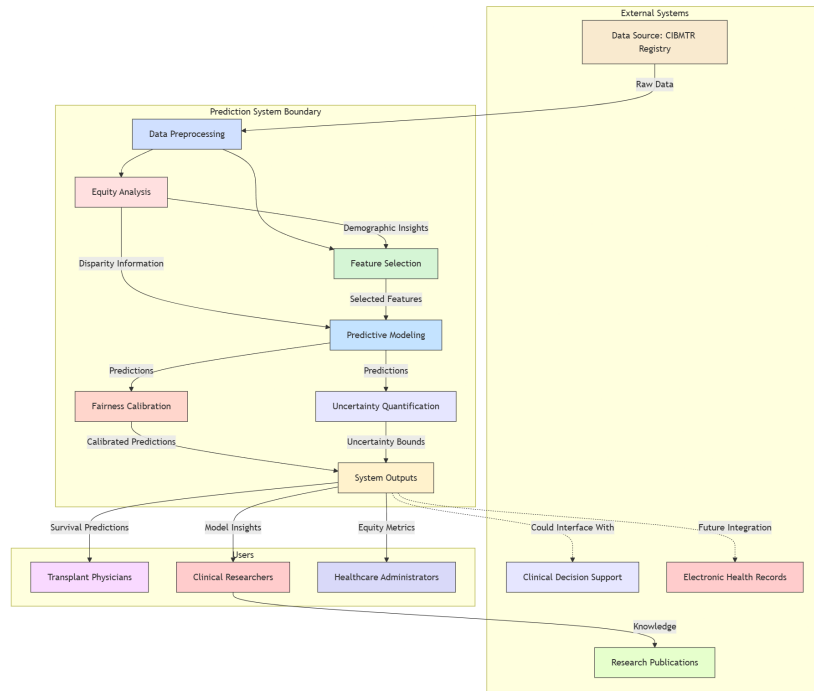 External Systems
Data Source: CIBMTR
Registry
Raw Data
Prediction System Boundary
Data Preprocessing
Equity Analysis
Demographic Insights
Disparity Information
Feature Selection
Selected Features
Predictive Modeling
Predictions
Predictions
Fairness Calibration
Uncertainty Quantification
Calibrated Predictions
Uncertainty Bounds
System Outputs
Survival Predictions
Model Insights
Equity Metrics
Could Interface With
Future Integration
Users
Transplant Physicians
Clinical Researchers
Healthcare Administrators
Clinical Decision Support
Electronic Health Records
Knowledge
Research Publications